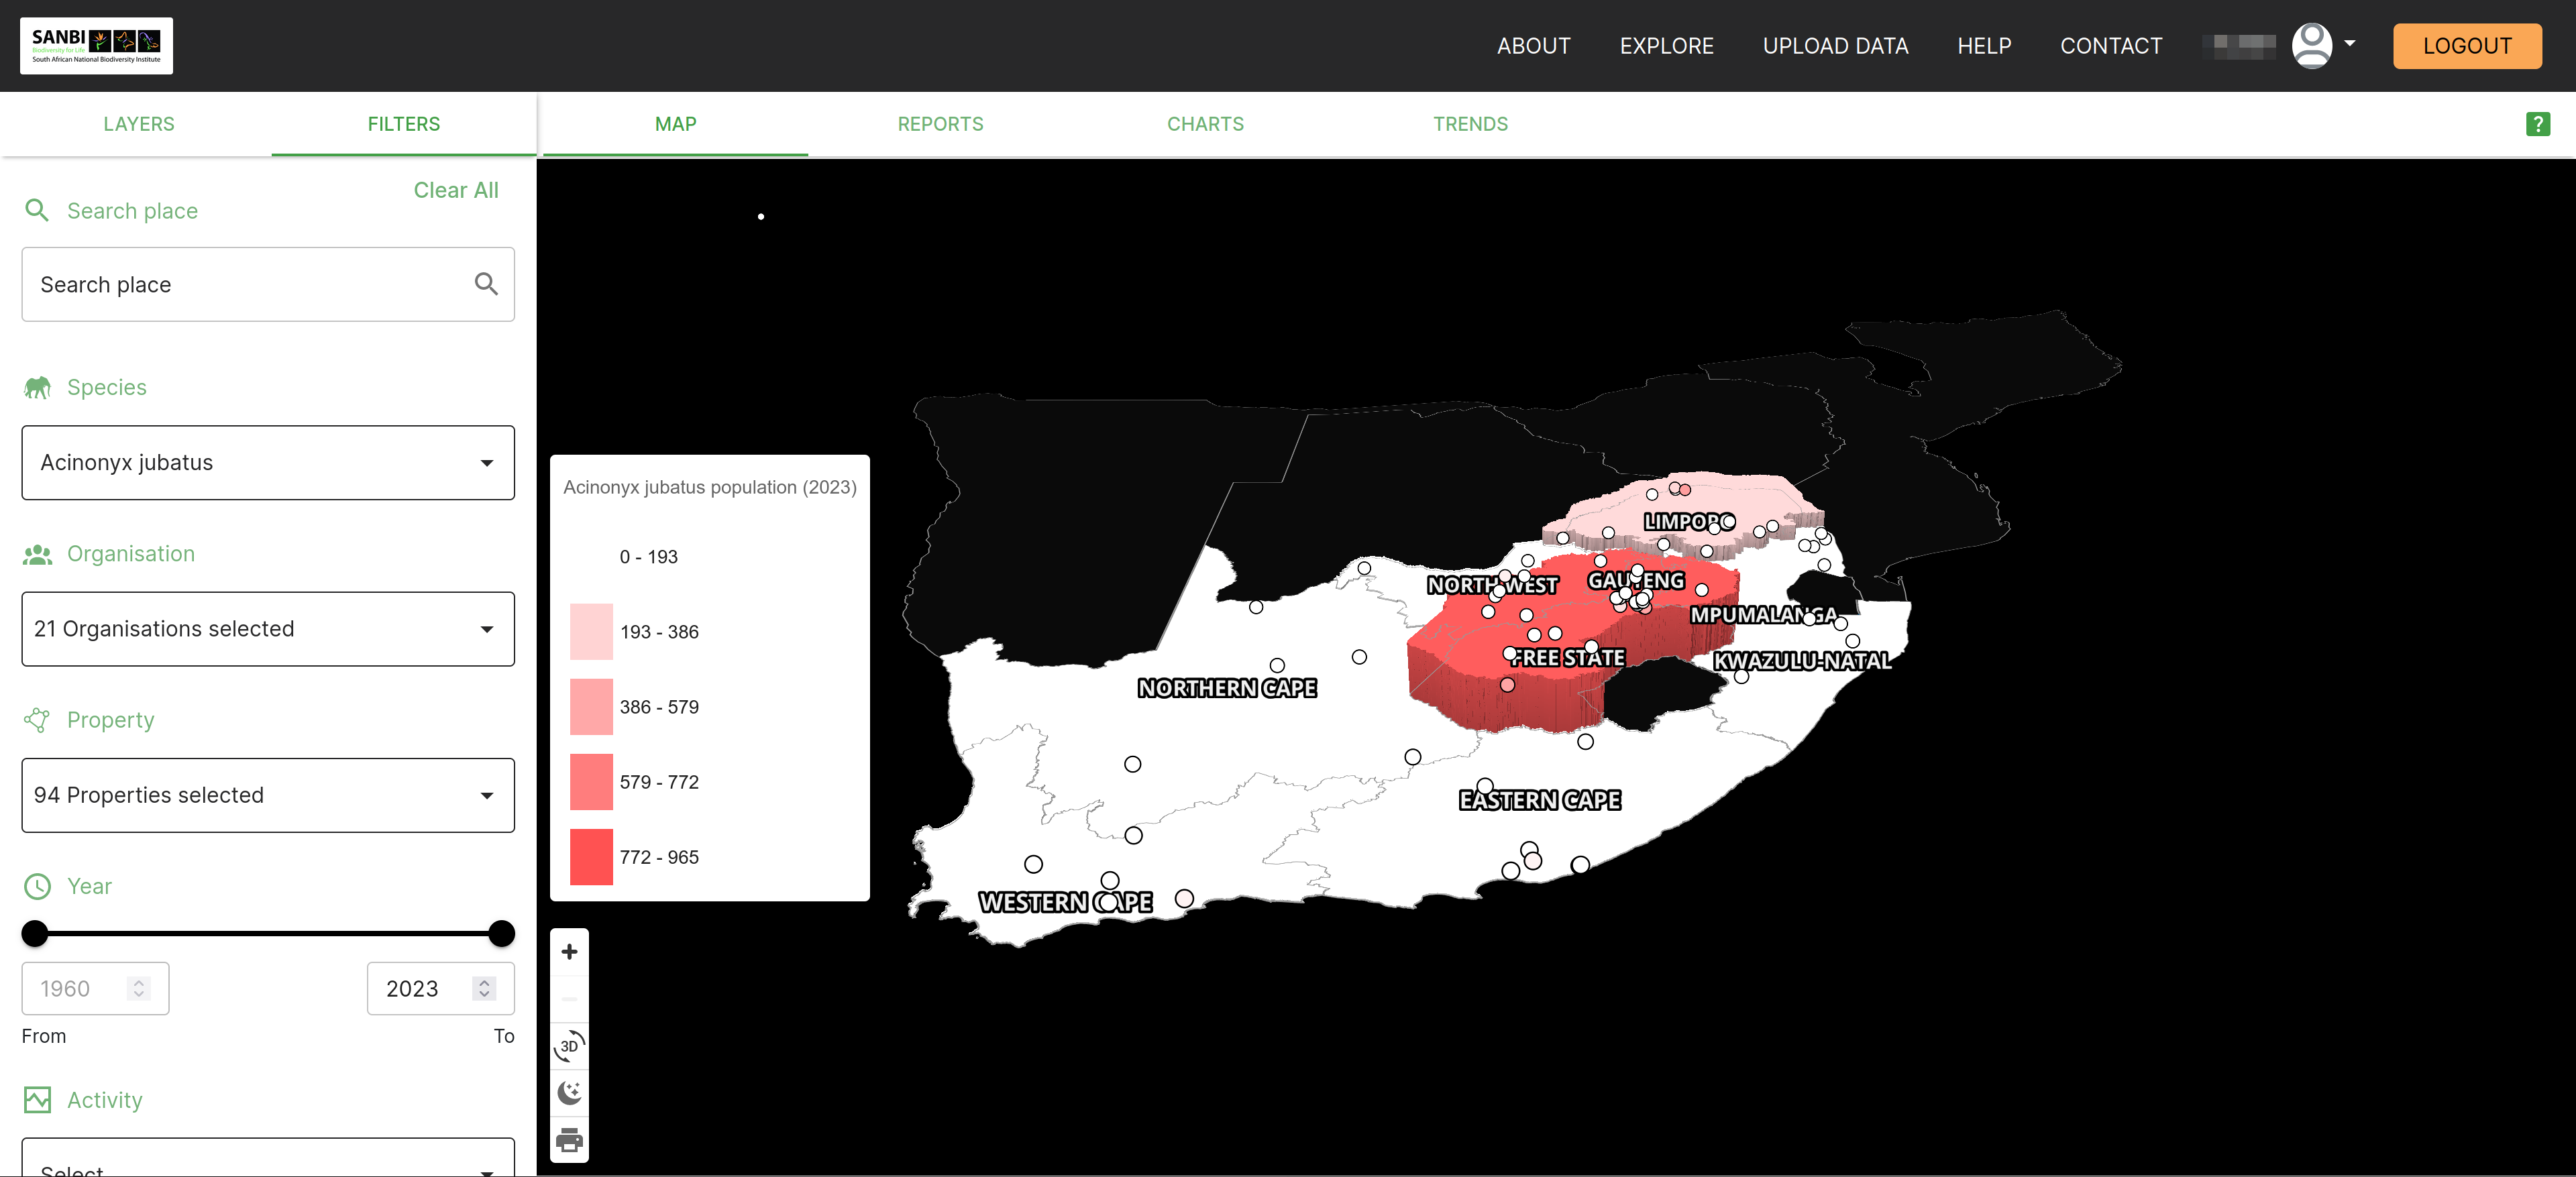 SANBI
Biodiversity for Life
South African National Biodiversity Institute
ABOUT
EXPLORE
UPLOAD DATA
HELP
CONTACT
LOGOUT
LAYERS
FILTERS
MAP
REPORTS
CHARTS
TRENDS
?
Clear All
Search place
Search place
Species
Acinonyx jubatus
Organisation
21 Organisations selected
Property
94 Properties selected
Year
1960
2023
From
To
Activity
Select
Acinonyx jubatus population (2023)
0 - 193
193 - 386
386 - 579
579 - 772
772 - 965
3D
LIMPOPO
NORTH WEST
GAUTENG
MPUMALANGA
FREE STATE
KWAZULU-NATAL
NORTHERN CAPE
EASTERN CAPE
WESTERN CAPE